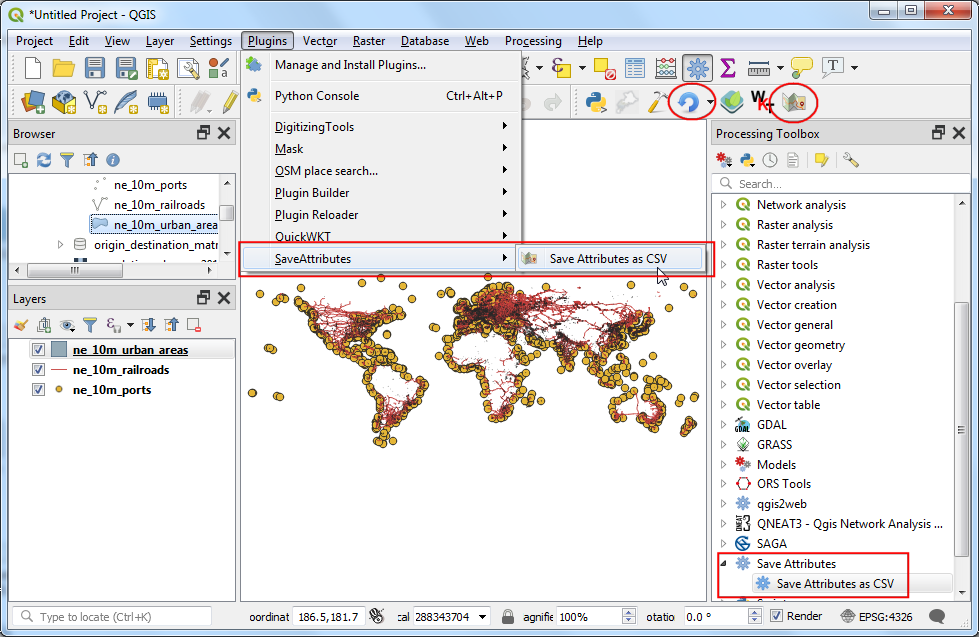 *Untitled Project - QGIS
Project Edit View Layer Settings Plugins Vector Raster Database Web Processing Help
Manage and Install Plugins...
Python Console Ctrl+Alt+P
DigitizingTools
Mask
OSM place search...
Plugin Builder
Plugin Reloader
QuickWKT
SaveAttributes
Save Attributes as CSV
Browser
ne_10m_ports
ne_10m_railroads
ne_10m_urban_area
origin_destination_matr
Layers
ne_10m_urban_areas
ne_10m_railroads
ne_10m_ports
Processing Toolbox
Search...
Network analysis
Raster analysis
Raster terrain analysis
Raster tools
Vector analysis
Vector creation
Vector general
Vector geometry
Vector overlay
Vector selection
Vector table
GDAL
GRASS
Models
ORS Tools
qgis2web
QNEAT3 - Qgis Network Analysis ...
SAGA
Save Attributes
Save Attributes as CSV
Type to locate (Ctrl+K) oordinat 186.5,181.7 cal 288343704 agnifie 100% otatio 0.0 ° Render EPSG:4326